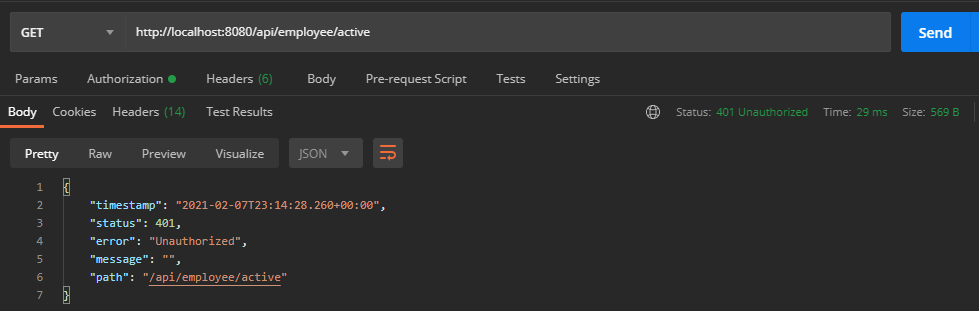 GET http://localhost:8080/api/employee/active Send
Params Authorization Headers (6) Body Pre-request Script Tests Settings
Body Cookies Headers (14) Test Results Status: 401 Unauthorized Time: 29 ms Size: 569 B
Pretty Raw Preview Visualize JSON
1 {
2 "timestamp": "2021-02-07T23:14:28.260+00:00",
3 "status": 401,
4 "error": "Unauthorized",
5 "message": "",
6 "path": "/api/employee/active"
7 }